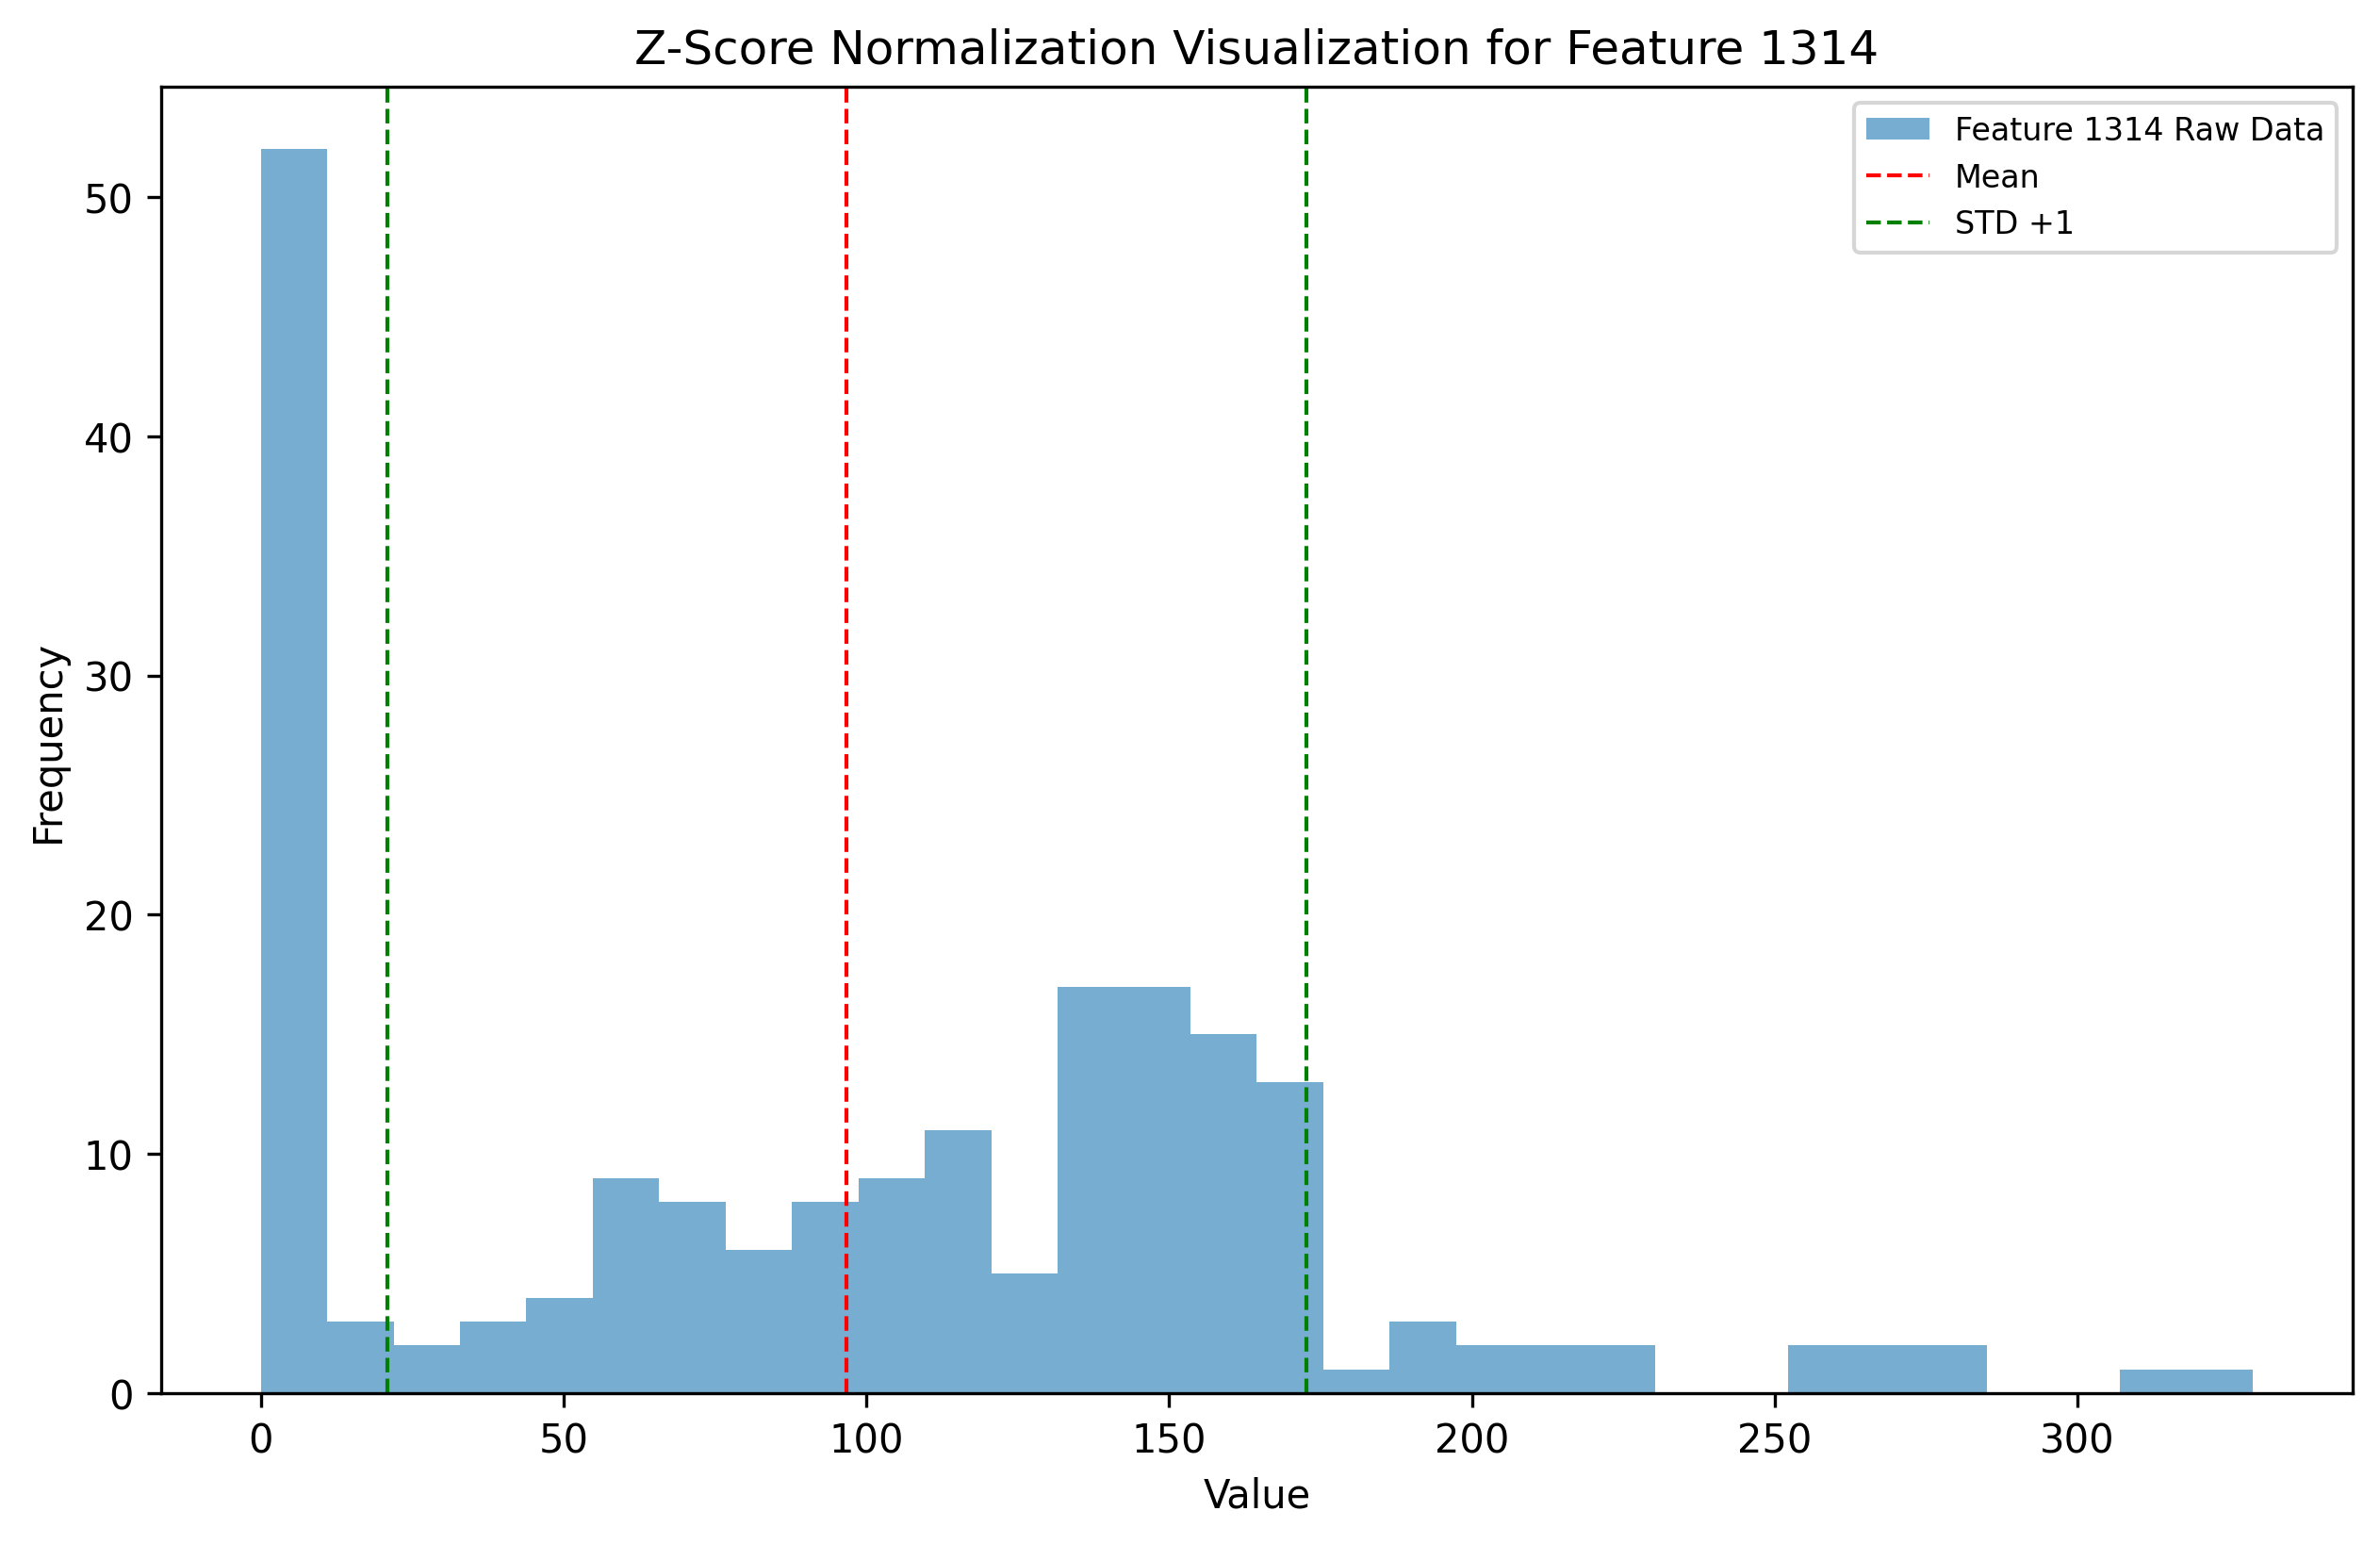 Z-Score Normalization Visualization for Feature 1314
Feature 1314 Raw Data
Mean
STD +1
Frequency
50
40
30
20
10
0
0 50 100 150 200 250 300
Value